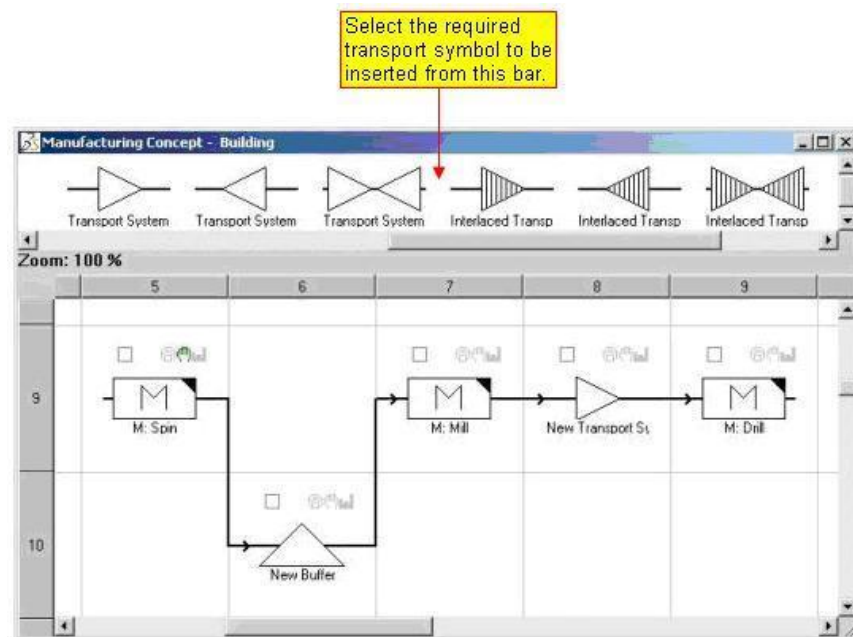 Select the required
transport symbol to be
inserted from this bar.
Manufacturing Concept - Building
Transport System Transport System Transport System Interlaced Transp Interlaced Transp Interlaced Transp
Zoom: 100 %
5 6 7 8 9
9
M M M
M: Spin M: Mill New Transport Sy M: Drill
10
New Buffer